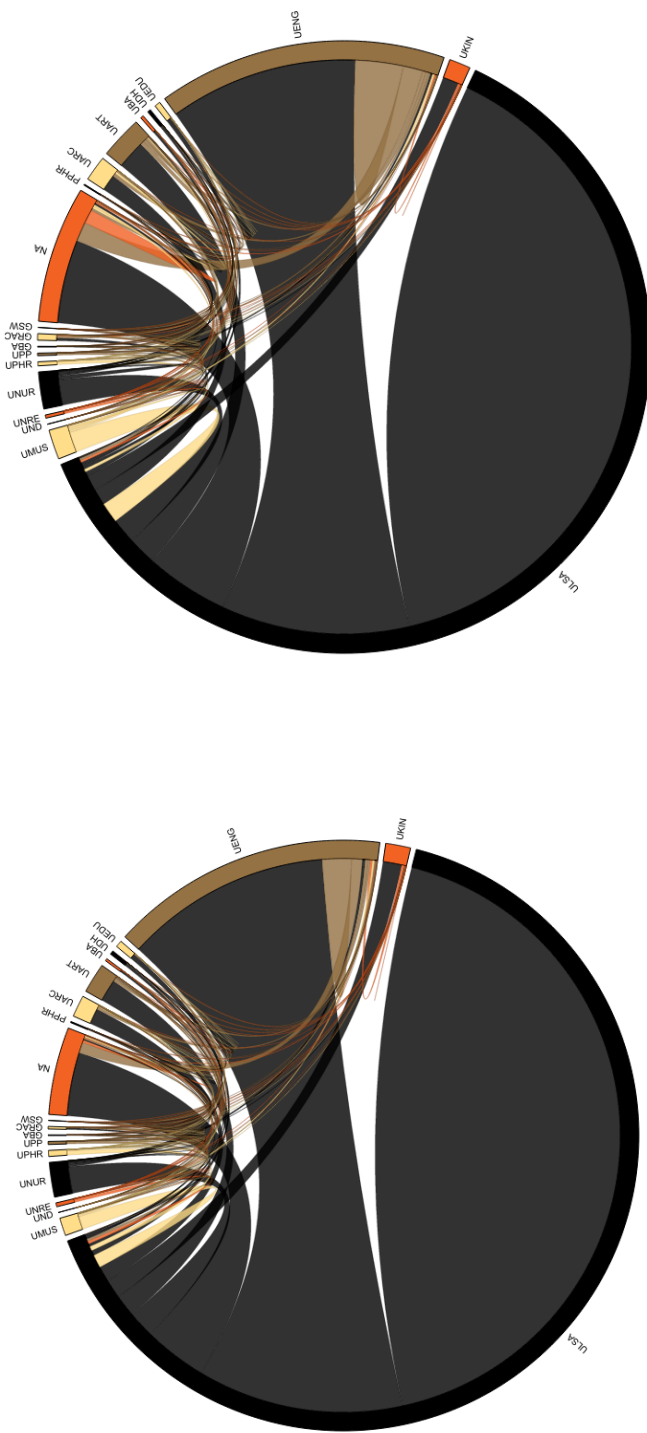 UENG
UKIN
UEDU
UDH
UBA
UART
UARC
PPHR
NA
GSW
GRAC
GBA
UPP
UPHR
UNUR
UNRE
UND
UMUS
ULSA
UENG
UKIN
UEDU
UDH
UBA
UART
UARC
PPHR
NA
GSW
GRAC
GBA
UPP
UPHR
UNUR
UNRE
UND
UMUS
ULSA